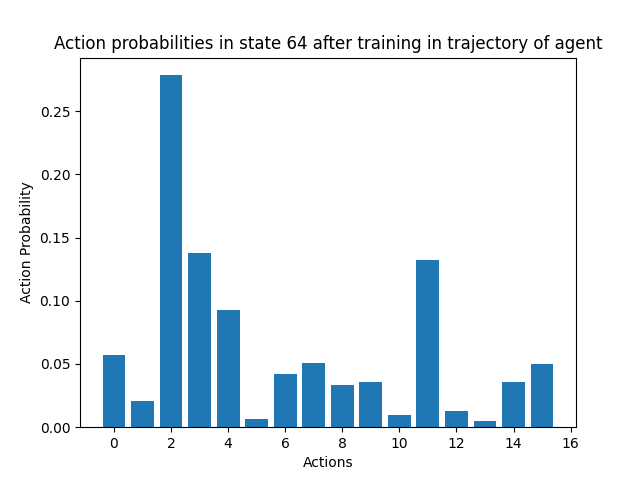 Action probabilities in state 64 after training in trajectory of agent
0.25
0.20
0.15
0.10
0.05
0.00
Action Probability
0 2 4 6 8 10 12 14 16
Actions